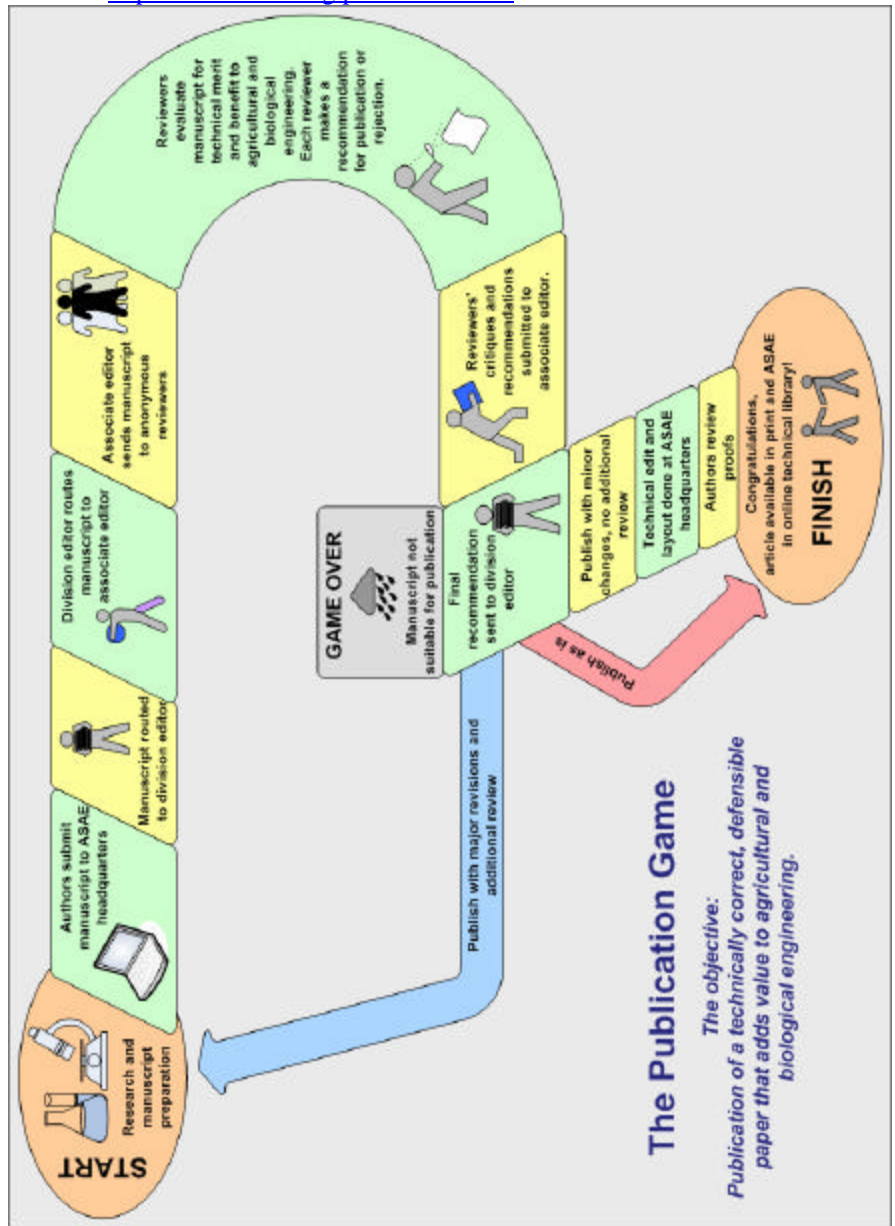 START
Research and
manuscript
preparation
Authors submit
manuscript to ASAE
headquarters
Manuscript routed
to division editor
Division editor routes
manuscript to
associate editor
Associate editor
sends manuscript
to anonymous
reviewers
Reviewers
evaluate
manuscript for
technical merit
and benefit to
agricultural and
biological
engineering.
Each reviewer
makes a
recommendation
for publication or
rejection.
Reviewers'
critiques and
recommendations
submitted to
associate editor.
Final
recommendation
sent to division
editor
GAME OVER
Manuscript not
suitable for publication
Publish with major revisions and
additional review
Publish as is
Publish with minor
changes, no additional
review
Technical edit and
layout done at ASAE
headquarters
Authors review
proofs
Congratulations,
article available in print and ASAE
in online technical library!
FINISH
The Publication Game
The objective:
Publication of a technically correct, defensible
paper that adds value to agricultural and
biological engineering.